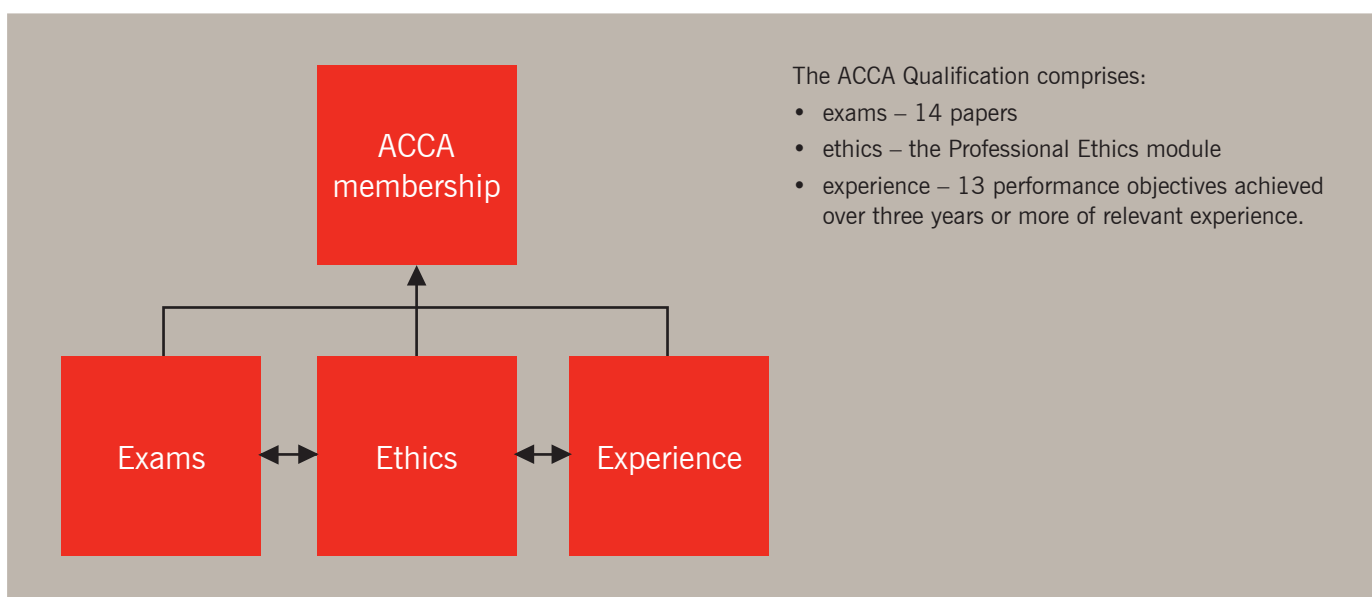 ACCA
membership
The ACCA Qualification comprises:
• exams – 14 papers
• ethics – the Professional Ethics module
• experience – 13 performance objectives achieved
over three years or more of relevant experience.
Exams
Ethics
Experience